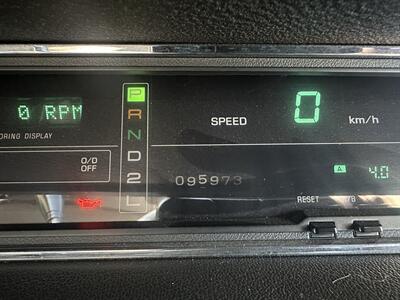 0 RPM
P
R
N
D
2
L
SPEED
0
km/h
ORING DISPLAY
O/D
OFF
095973
A
4.0
RESET
/B